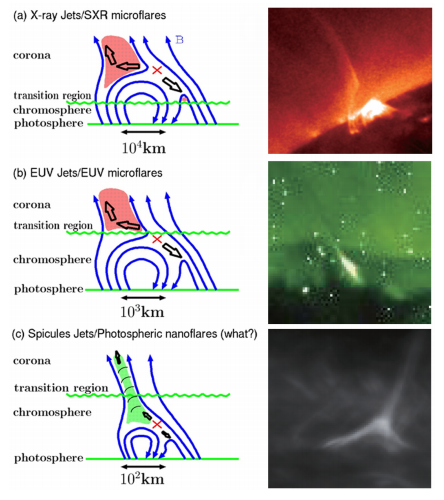 (a) X-ray Jets/SXR microflares
B
corona
transition region
chromosphere
photosphere
10⁴km
(b) EUV Jets/EUV microflares
corona
transition region
chromosphere
photosphere
10³km
(c) Spicules Jets/Photospheric nanoflares (what?)
corona
transition region
chromosphere
photosphere
10²km